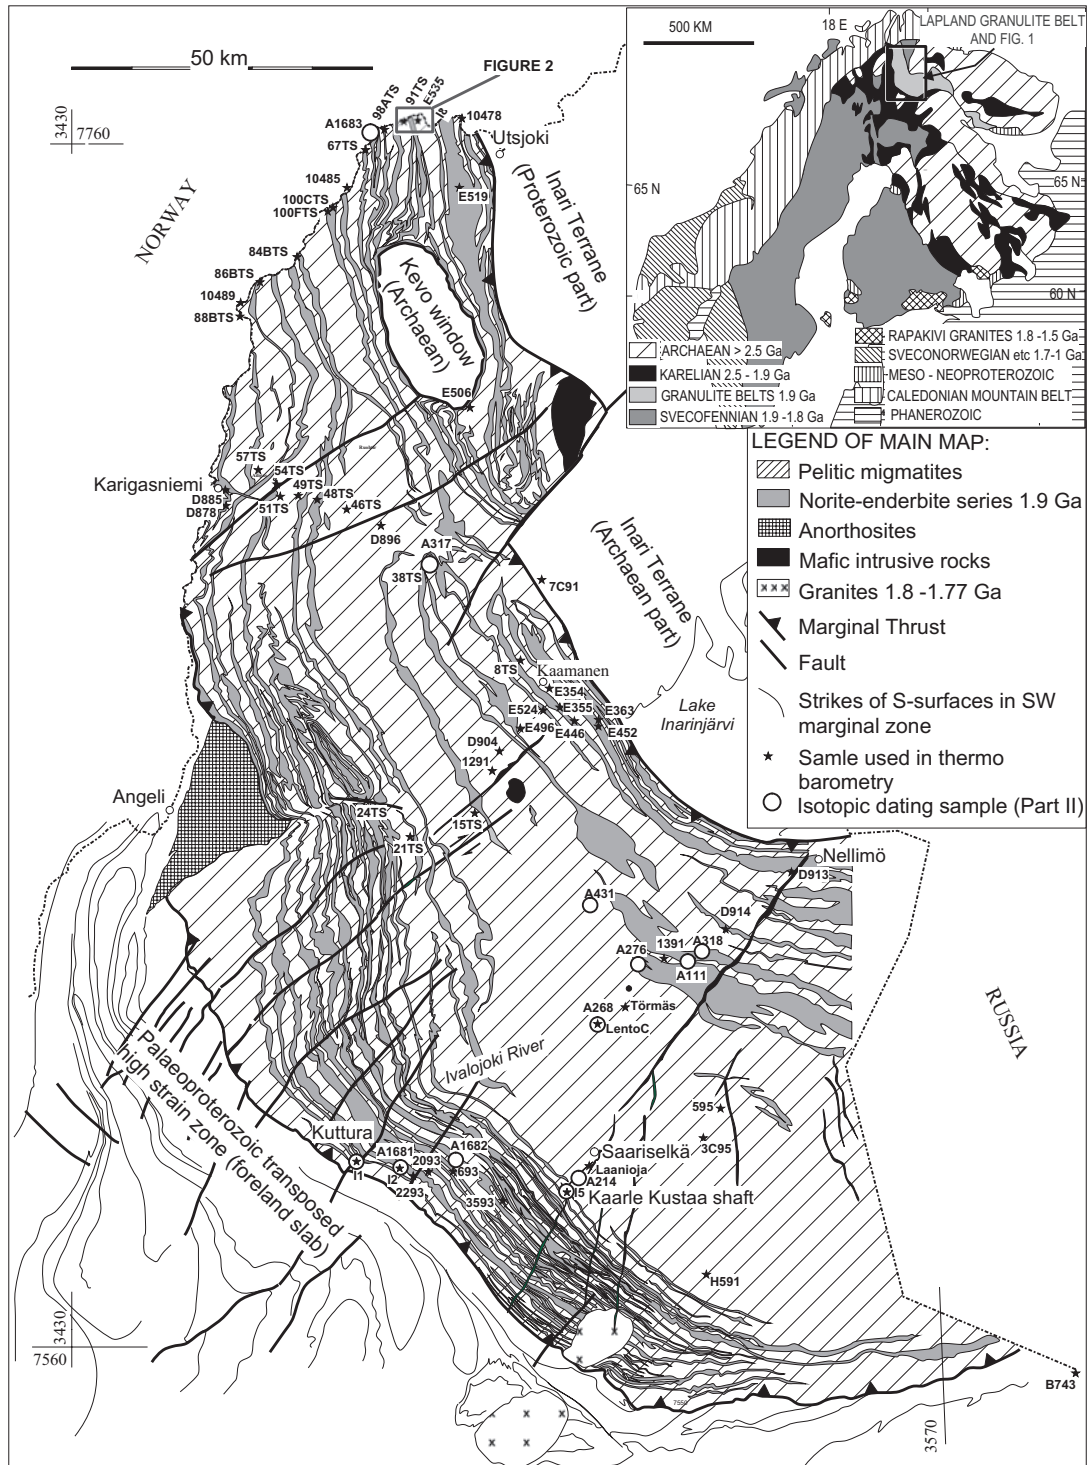 50 km
FIGURE 2
3430
7760
A1683
98ATS
91TS
E535
I8
10478
67TS
Utsjoki
NORWAY
10485
100CTS
100FTS
E519
Inari Terrane
(Proterozoic part)
84BTS
86BTS
10489
88BTS
Kevo window
(Archaean)
E506
500 KM
18 E
LAPLAND GRANULITE BELT
AND FIG. 1
65 N
65 N
60 N
ARCHAEAN > 2.5 Ga
KARELIAN 2.5 - 1.9 Ga
GRANULITE BELTS 1.9 Ga
SVECOFENNIAN 1.9 -1.8 Ga
RAPAKIVI GRANITES 1.8 -1.5 Ga
SVECONORWEGIAN etc 1.7-1 Ga
MESO - NEOPROTEROZOIC
CALEDONIAN MOUNTAIN BELT
PHANEROZOIC
LEGEND OF MAIN MAP:
Pelitic migmatites
Norite-enderbite series 1.9 Ga
Anorthosites
Mafic intrusive rocks
Granites 1.8 -1.77 Ga
Marginal Thrust
Fault
Strikes of S-surfaces in SW
marginal zone
Samle used in thermo
barometry
Isotopic dating sample (Part II)
57TS
54TS
Karigasniemi
49TS
48TS
D885
D878
51TS
46TS
D896
A317
38TS
7C91
Inari Terrane
(Archaean part)
8TS
Kaamanen
E354
E355
E363
E524
E496
E446
E452
Lake
Inarinjärvi
D904
1291
Angeli
24TS
15TS
21TS
Nellimö
D913
A431
D914
1391
A318
A276
A111
Törmäs
A268
LentoC
RUSSIA
Palaeoproterozoic transposed
high strain zone (foreland slab)
Ivalojoki River
595
3C95
Kuttura
A1681
2093
A1682
I1
I2
2293
693
3593
Saariselkä
Laanioja
A214
I5
Kaarle Kustaa shaft
H591
3430
7560
B743
7550
3570